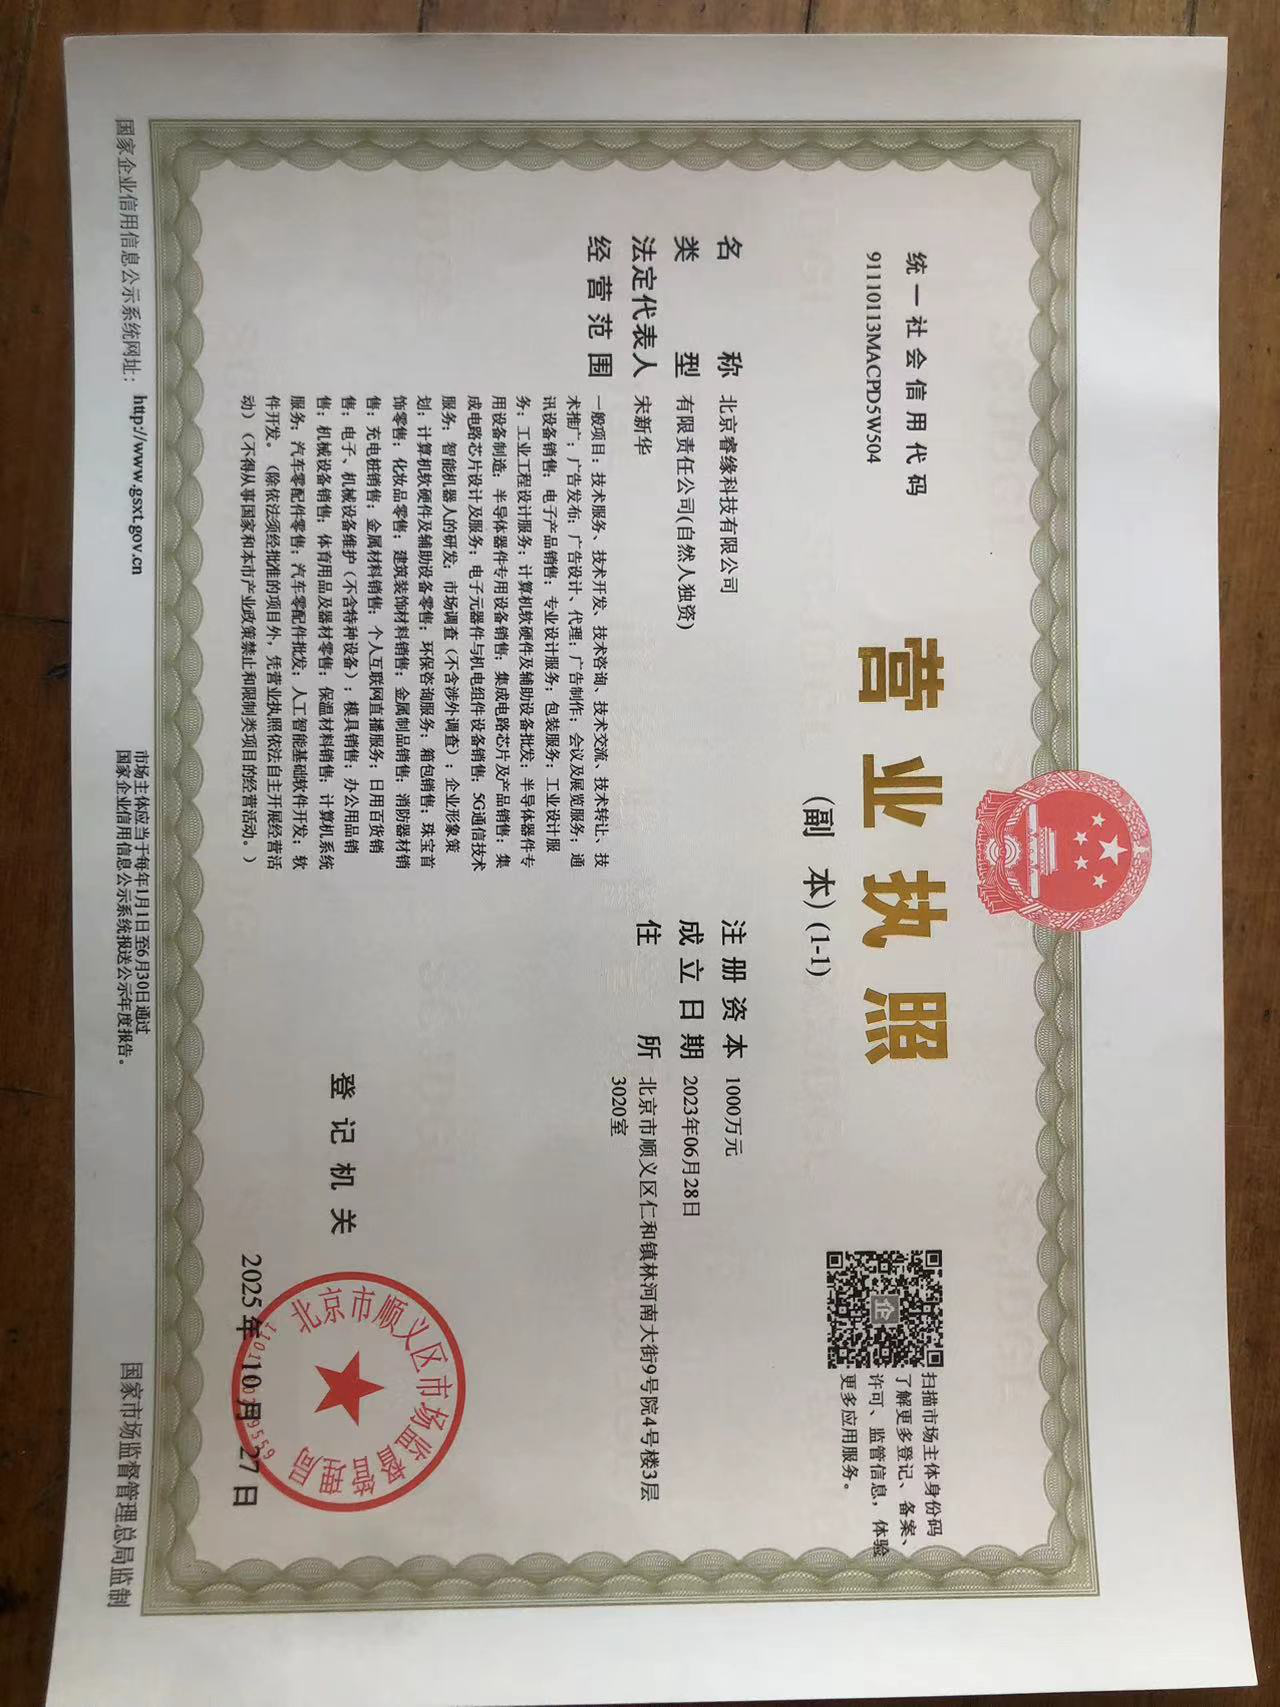 统一社会信用代码
91110113MACPD5W504
营业执照
(副 本) (1-1)
扫描市场主体身份码
了解更多登记、备案、
许可、监管信息，体验
更多应用服务。
名 称 北京睿缘科技有限公司
类 型 有限责任公司(自然人独资)
法定代表人 宋新华
经营范围 一般项目：技术服务、技术开发、技术咨询、技术交流、技术转让、技
术推广；广告发布；广告设计、代理；广告制作；会议及展览服务；通
讯设备销售；电子产品销售；专业设计服务；包装服务；工业设计服
务；工业工程设计服务；计算机软硬件及辅助设备批发；半导体器件专
用设备制造；半导体器件专用设备销售；集成电路芯片及产品销售；集
成电路芯片设计及服务；电子元器件与机电组件设备销售；5G通信技术
服务；智能机器人的研发；市场调查（不含涉外调查）；企业形象策
划；计算机软硬件及辅助设备零售；环保咨询服务；箱包销售；珠宝首
饰零售；化妆品零售；建筑装饰材料销售；金属制品销售；消防器材销
售；充电桩销售；金属材料销售；个人互联网直播服务；日用百货销
售；电子、机械设备维护（不含特种设备）；模具销售；办公用品销
售；机械设备销售；体育用品及器材零售；保温材料销售；计算机系统
服务；汽车零配件零售；汽车零配件批发；人工智能基础软件开发；软
件开发。（除依法须经批准的项目外，凭营业执照依法自主开展经营活
动）（不得从事国家和本市产业政策禁止和限制类项目的经营活动。）
注册资本 1000万元
成立日期 2023年06月28日
住 所 北京市顺义区仁和镇林河南大街9号院4号楼3层
3020室
登记机关
北京市顺义区市场监督管理局
2025年10月27日
国家企业信用信息公示系统网址：http://www.gsxt.gov.cn
市场主体应当于每年1月1日至6月30日通过
国家企业信用信息公示系统报送公示年度报告。
国家市场监督管理总局监制